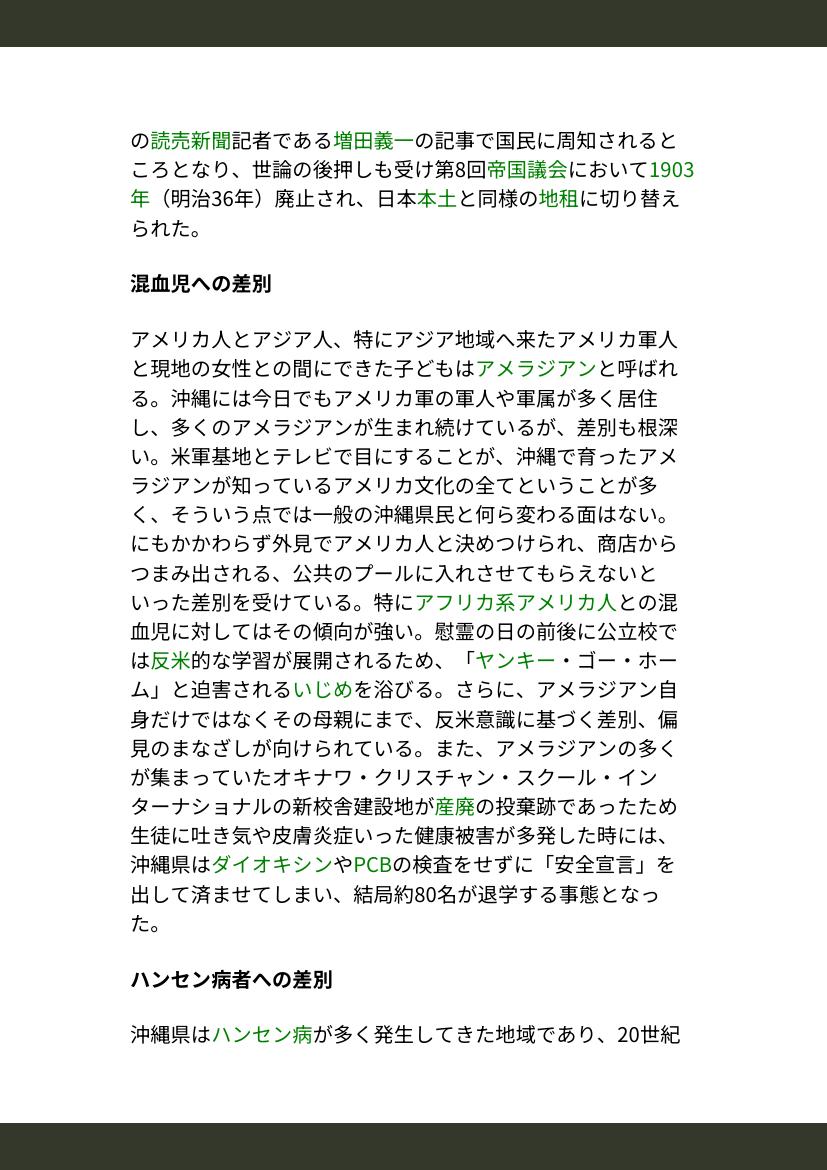 の読売新聞記者である増田義一の記事で国民に周知されると
ころとなり、世論の後押しも受け第8回帝国議会において1903
年（明治36年）廃止され、日本本土と同様の地租に切り替え
られた。
混血児への差別
アメリカ人とアジア人、特にアジア地域へ来たアメリカ軍人
と現地の女性との間にできた子どもはアメラジアンと呼ばれ
る。沖縄には今日でもアメリカ軍の軍人や軍属が多く居住
し、多くのアメラジアンが生まれ続けているが、差別も根深
い。米軍基地とテレビで目にすることが、沖縄で育ったアメ
ラジアンが知っているアメリカ文化の全てということが多
く、そういう点では一般の沖縄県民と何ら変わる面はない。
にもかかわらず外見でアメリカ人と決めつけられ、商店から
つまみ出される、公共のプールに入れさせてもらえないと
いった差別を受けている。特にアフリカ系アメリカ人との混
血児に対してはその傾向が強い。慰霊の日の前後に公立校で
は反米的な学習が展開されるため、「ヤンキー・ゴー・ホー
ム」と迫害されるいじめを浴びる。さらに、アメラジアン自
身だけではなくその母親にまで、反米意識に基づく差別、偏
見のまなざしが向けられている。また、アメラジアンの多く
が集まっていたオキナワ・クリスチャン・スクール・イン
ターナショナルの新校舎建設地が産廃の投棄跡であったため
生徒に吐き気や皮膚炎症いった健康被害が多発した時には、
沖縄県はダイオキシンやPCBの検査をせずに「安全宣言」を
出して済ませてしまい、結局約80名が退学する事態となっ
た。
ハンセン病者への差別
沖縄県はハンセン病が多く発生してきた地域であり、20世紀